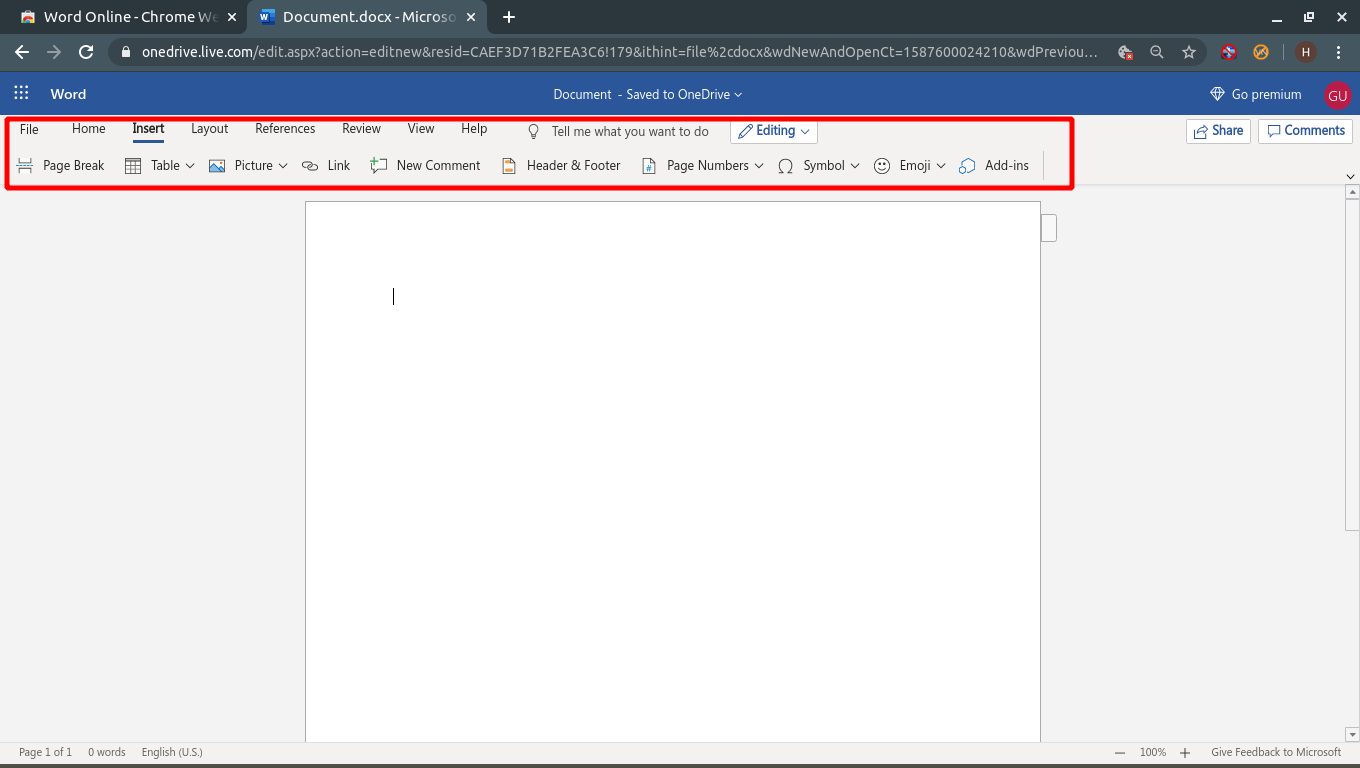 Word Online - Chrome We
Document.docx - Microso
onedrive.live.com/edit.aspx?action=editnew&resid=CAEF3D71B2FEA3C6!179&ithint=file%2cdocx&wdNewAndOpenCt=1587600024210&wdPreviou...
H
Word
Document - Saved to OneDrive
Go premium
GU
File Home Insert Layout References Review View Help Tell me what you want to do Editing Share Comments
Page Break Table Picture Link New Comment Header & Footer Page Numbers Symbol Emoji Add-ins
Page 1 of 1 0 words English (U.S.) 100% Give Feedback to Microsoft